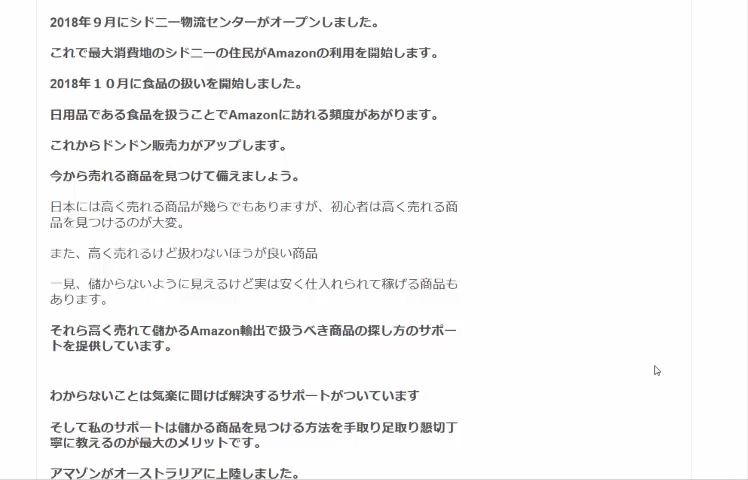 2018年９月にシドニー物流センターがオープンしました。
これで最大消費地のシドニーの住民がAmazonの利用を開始します。
2018年１０月に食品の扱いを開始しました。
日用品である食品を扱うことでAmazonに訪れる頻度があがります。
これからドンドン販売力がアップします。
今から売れる商品を見つけて備えましょう。
日本には高く売れる商品が幾らでもありますが、初心者は高く売れる商
品を見つけるのが大変。
また、高く売れるけど扱わないほうが良い商品
一見、儲からないように見えるけど実は安く仕入れられて稼げる商品も
あります。
それら高く売れて儲かるAmazon輸出で扱うべき商品の探し方のサポー
トを提供しています。
わからないことは気楽に聞けば解決するサポートがついています
そして私のサポートは儲かる商品を見つける方法を手取り足取り懇切丁
寧に教えるのが最大のメリットです。
アマゾンがオーストラリアに上陸しました。